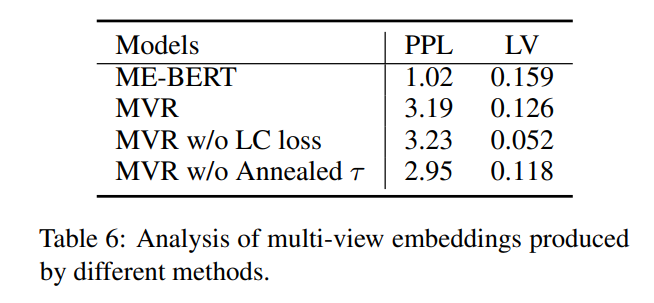 Models PPL LV
ME-BERT 1.02 0.159
MVR 3.19 0.126
MVR w/o LC loss 3.23 0.052
MVR w/o Annealed τ 2.95 0.118
Table 6: Analysis of multi-view embeddings produced
by different methods.